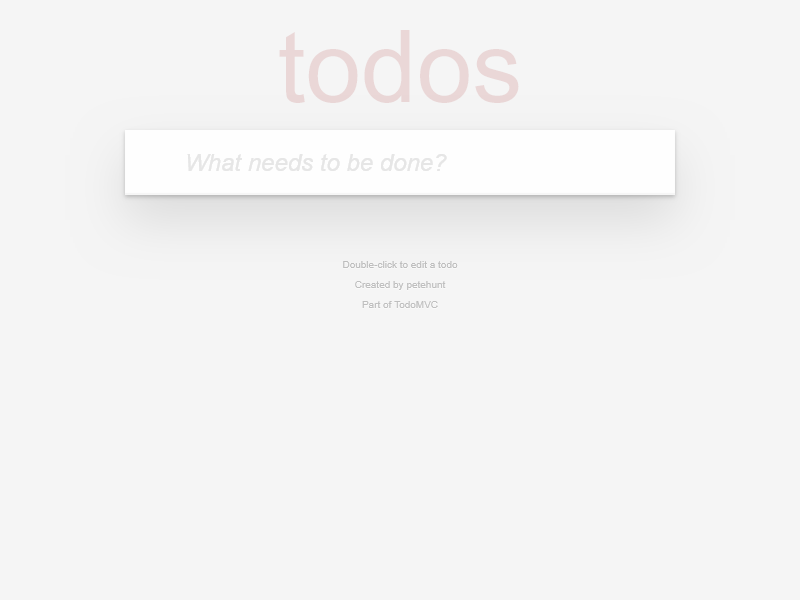 todos
What needs to be done?
Double-click to edit a todo
Created by petehunt
Part of TodoMVC